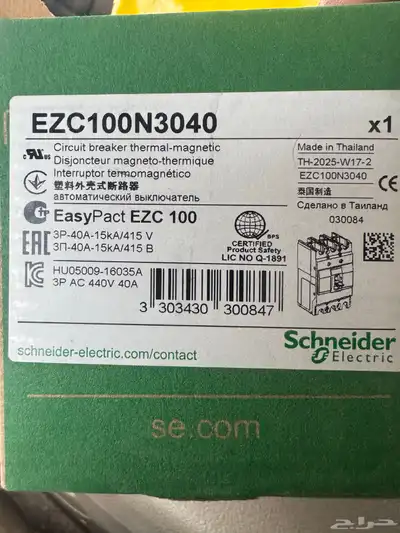 EZC100N3040 x1
Circuit breaker thermal-magnetic
Disjoncteur magneto-thermique
Interruptor termomagnético
塑料外壳式断路器
автоматический выключатель
Made in Thailand
TH-2025-W17-2
EZC100N3040
泰国制造
Сделано в Таиланд
030084
EasyPact EZC 100
3P-40A-15kA/415 V
3П-40A-15kA/415 В
BPS
CERTIFIED
Product Safety
LIC NO Q-1891
HU05009-16035A
3P AC 440V 40A
3 303430 300847
schneider-electric.com/contact
Schneider
Electric
se.com
حراج